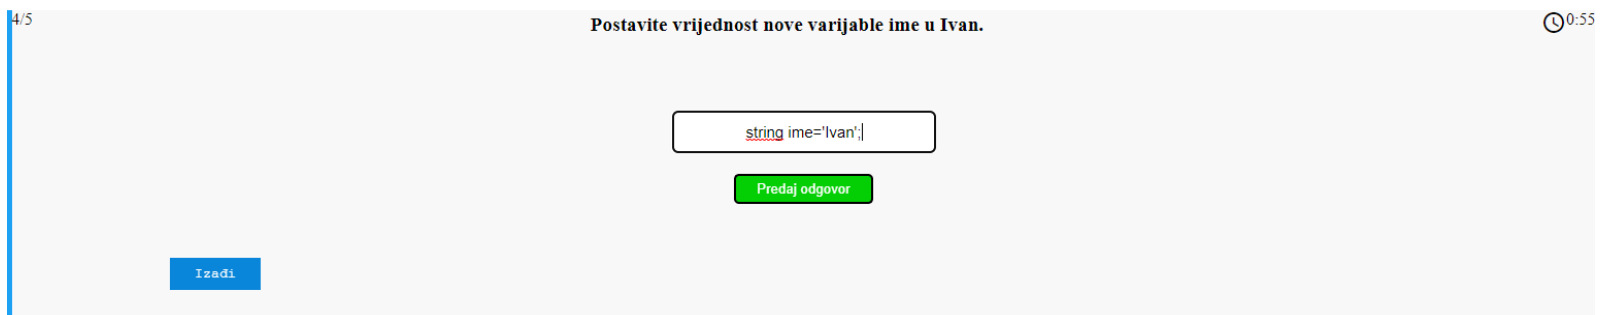 4/5
Postavite vrijednost nove varijable ime u Ivan.
0:55
string ime='Ivan';
Predaj odgovor
Izađi